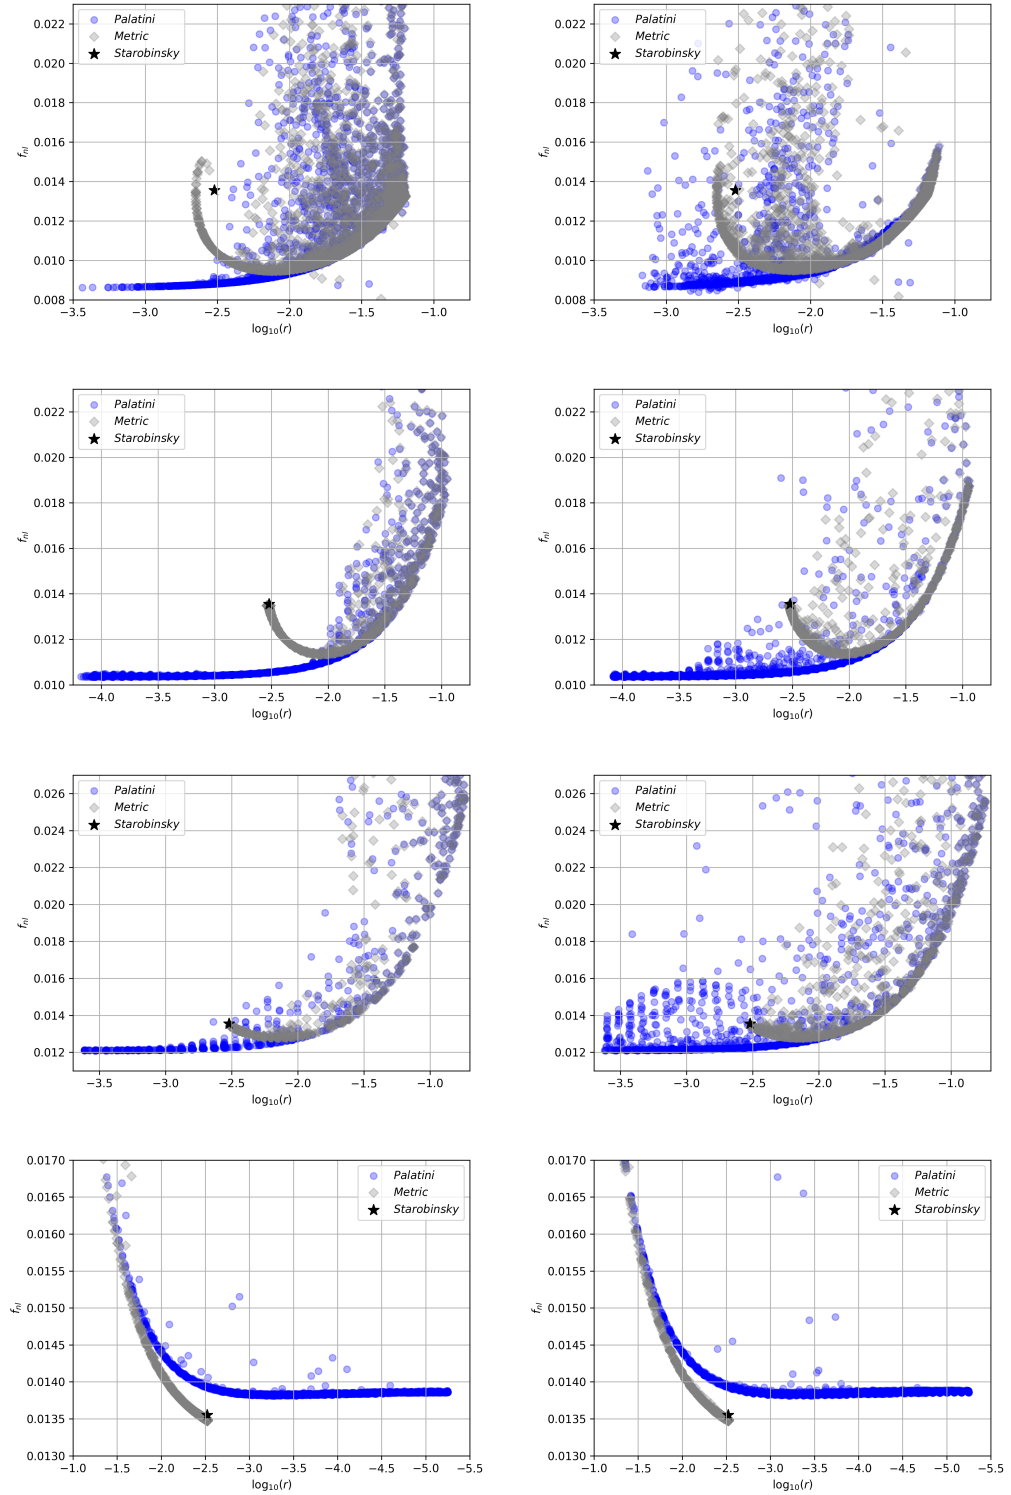 Palatini
Metric
Starobinsky
f_nl
0.022
0.020
0.018
0.016
0.014
0.012
0.010
0.008
−3.5 −3.0 −2.5 −2.0 −1.5 −1.0
log10(r)
Palatini
Metric
Starobinsky
f_nl
0.022
0.020
0.018
0.016
0.014
0.012
0.010
0.008
−3.5 −3.0 −2.5 −2.0 −1.5 −1.0
log10(r)
Palatini
Metric
Starobinsky
f_nl
0.022
0.020
0.018
0.016
0.014
0.012
0.010
−4.0 −3.5 −3.0 −2.5 −2.0 −1.5 −1.0
log10(r)
Palatini
Metric
Starobinsky
f_nl
0.022
0.020
0.018
0.016
0.014
0.012
0.010
−4.0 −3.5 −3.0 −2.5 −2.0 −1.5 −1.0
log10(r)
Palatini
Metric
Starobinsky
f_nl
0.026
0.024
0.022
0.020
0.018
0.016
0.014
0.012
−3.5 −3.0 −2.5 −2.0 −1.5 −1.0
log10(r)
Palatini
Metric
Starobinsky
f_nl
0.026
0.024
0.022
0.020
0.018
0.016
0.014
0.012
−3.5 −3.0 −2.5 −2.0 −1.5 −1.0
log10(r)
Palatini
Metric
Starobinsky
f_nl
0.0170
0.0165
0.0160
0.0155
0.0150
0.0145
0.0140
0.0135
0.0130
−1.0 −1.5 −2.0 −2.5 −3.0 −3.5 −4.0 −4.5 −5.0 −5.5
log10(r)
Palatini
Metric
Starobinsky
f_nl
0.0170
0.0165
0.0160
0.0155
0.0150
0.0145
0.0140
0.0135
0.0130
−1.0 −1.5 −2.0 −2.5 −3.0 −3.5 −4.0 −4.5 −5.0 −5.5
log10(r)